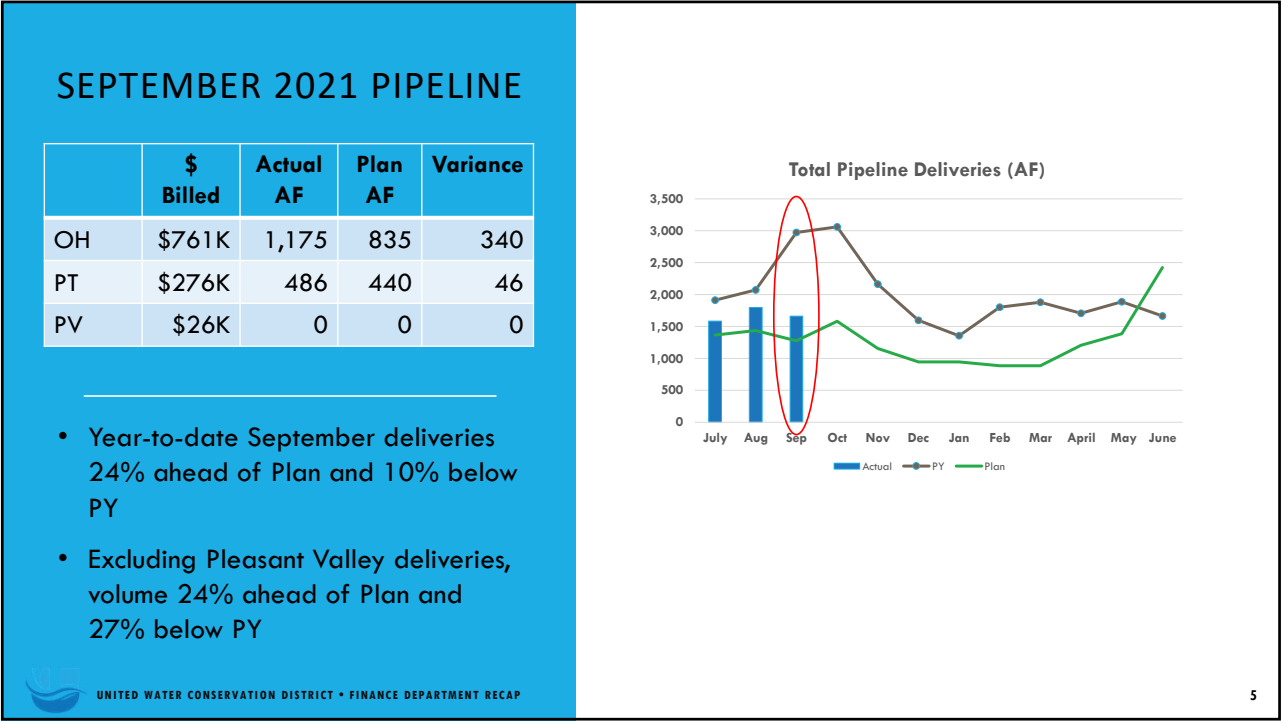 SEPTEMBER 2021 PIPELINE
$ Billed Actual AF Plan AF Variance
OH $761K 1,175 835 340
PT $276K 486 440 46
PV $26K 0 0 0
• Year-to-date September deliveries
24% ahead of Plan and 10% below
PY
• Excluding Pleasant Valley deliveries,
volume 24% ahead of Plan and
27% below PY
UNITED WATER CONSERVATION DISTRICT • FINANCE DEPARTMENT RECAP
Total Pipeline Deliveries (AF)
3,500
3,000
2,500
2,000
1,500
1,000
500
0
July Aug Sep Oct Nov Dec Jan Feb Mar April May June
Actual PY Plan
5